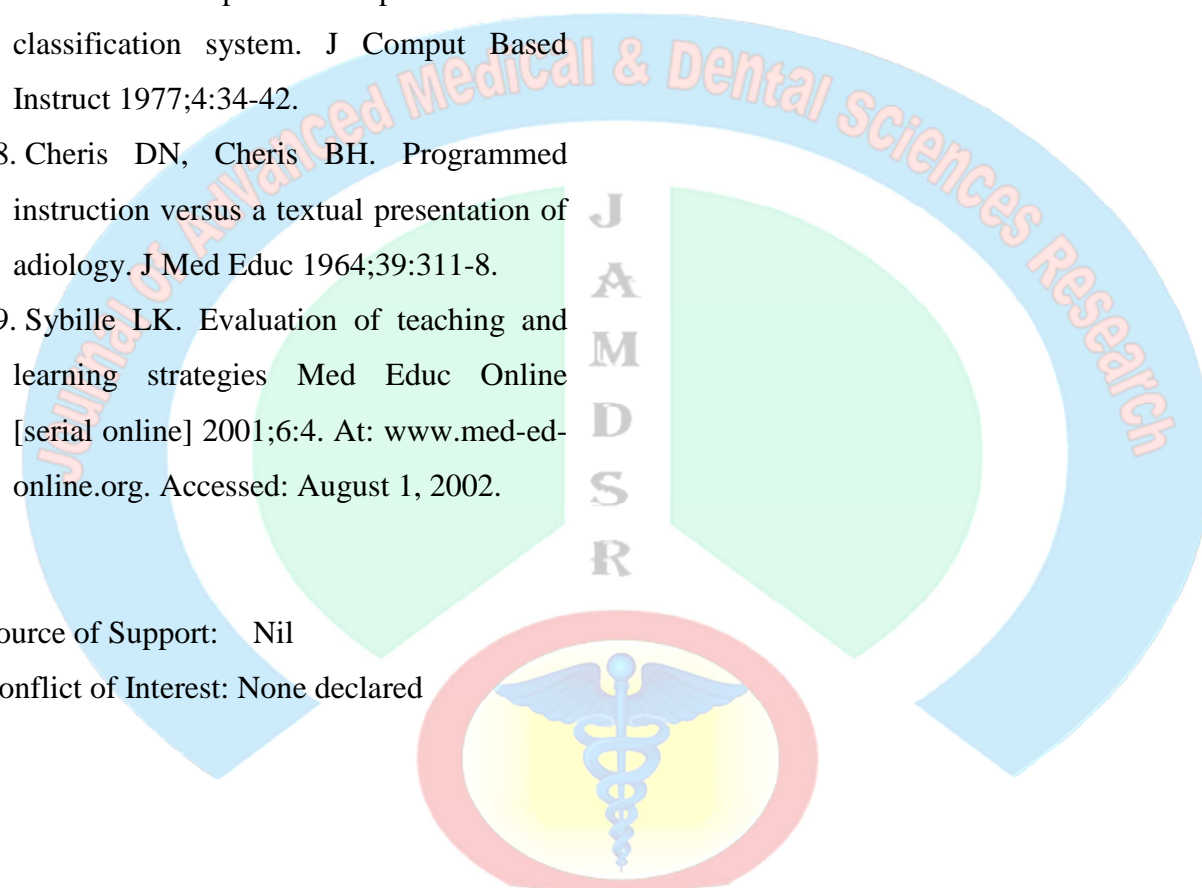 classification system. J Comput Based
Instruct 1977;4:34-42.
8. Cheris DN, Cheris BH. Programmed
instruction versus a textual presentation of
adiology. J Med Educ 1964;39:311-8.
9. Sybille LK. Evaluation of teaching and
learning strategies Med Educ Online
[serial online] 2001;6:4. At: www.med-ed-
online.org. Accessed: August 1, 2002.
ource of Support: Nil
onflict of Interest: None declared
Journal of Advanced Medical & Dental Sciences Research
J
A
M
D
S
R